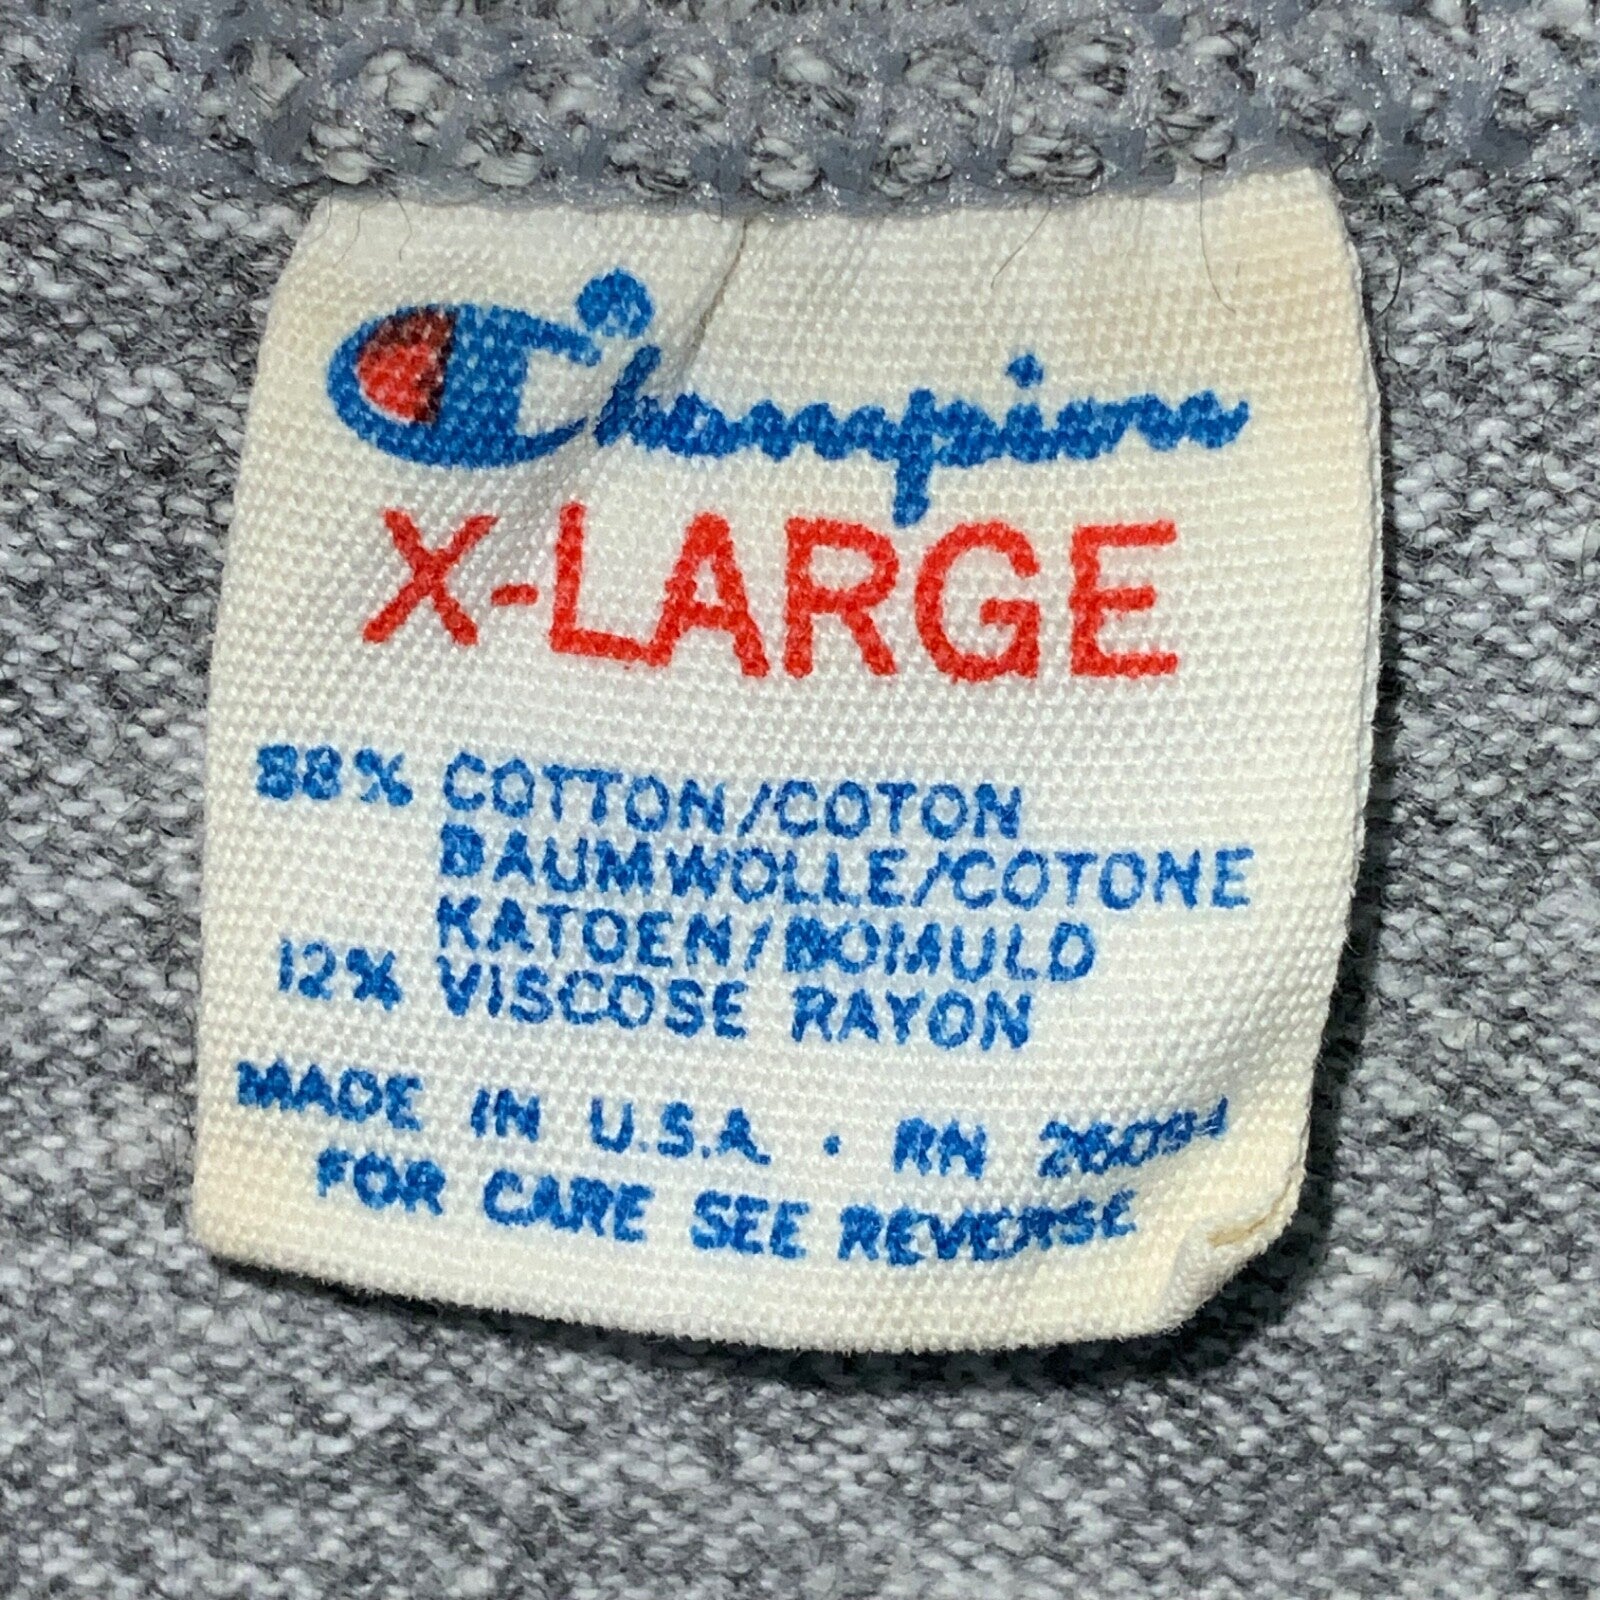 Champion
X-LARGE
88% COTTON/COTON
BAUMWOLLE/COTONE
KATOEN/BOMULD
12% VISCOSE RAYON
MADE IN U.S.A. • RN 26094
FOR CARE SEE REVERSE